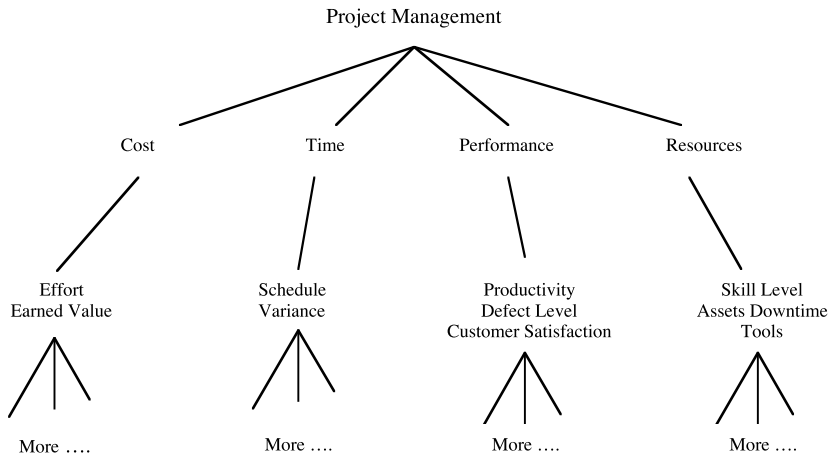 Project Management
Cost
Time
Performance
Resources
Effort
Earned Value
Schedule
Variance
Productivity
Defect Level
Customer Satisfaction
Skill Level
Assets Downtime
Tools
More ....
More ....
More ....
More ....